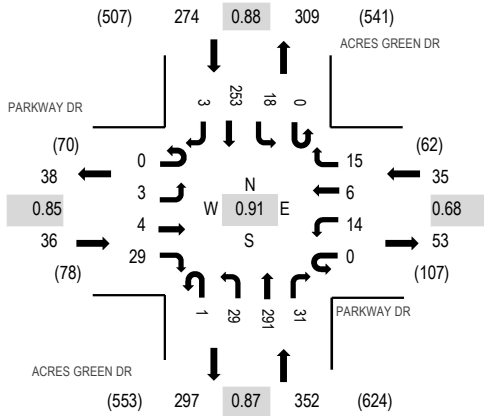 (507) 274 0.88 309 (541)
ACRES GREEN DR
PARKWAY DR
3 253 18 0
(70) (62)
38 0 15 35
0.85 3 N 6 0.68
W 0.91 E
36 4 S 14 53
(78) 29 0 (107)
1 29 291 31
PARKWAY DR
ACRES GREEN DR
(553) 297 0.87 352 (624)